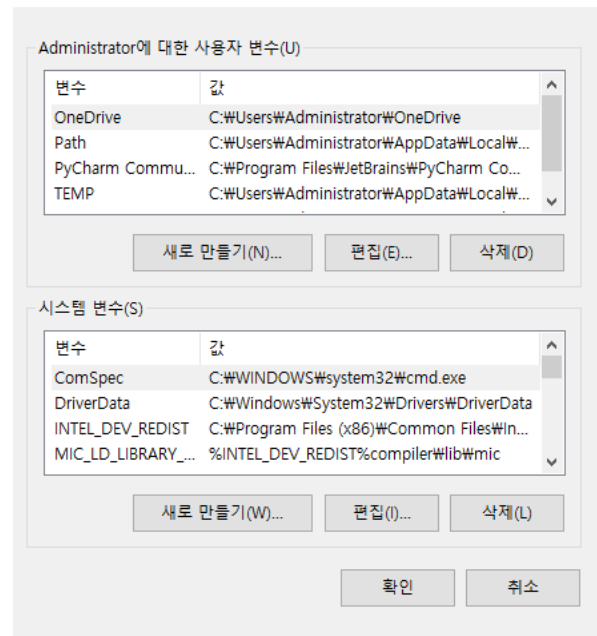 Administrator에 대한 사용자 변수(U)
변수 값
OneDrive C:₩Users₩Administrator₩OneDrive
Path C:₩Users₩Administrator₩AppData₩Local₩...
PyCharm Commu... C:₩Program Files₩JetBrains₩PyCharm Co...
TEMP C:₩Users₩Administrator₩AppData₩Local₩...
새로 만들기(N)... 편집(E)... 삭제(D)
시스템 변수(S)
변수 값
ComSpec C:₩WINDOWS₩system32₩cmd.exe
DriverData C:₩Windows₩System32₩Drivers₩DriverData
INTEL_DEV_REDIST C:₩Program Files (x86)₩Common Files₩In...
MIC_LD_LIBRARY_... %INTEL_DEV_REDIST%compiler₩lib₩mic
새로 만들기(W)... 편집(I)... 삭제(L)
확인 취소